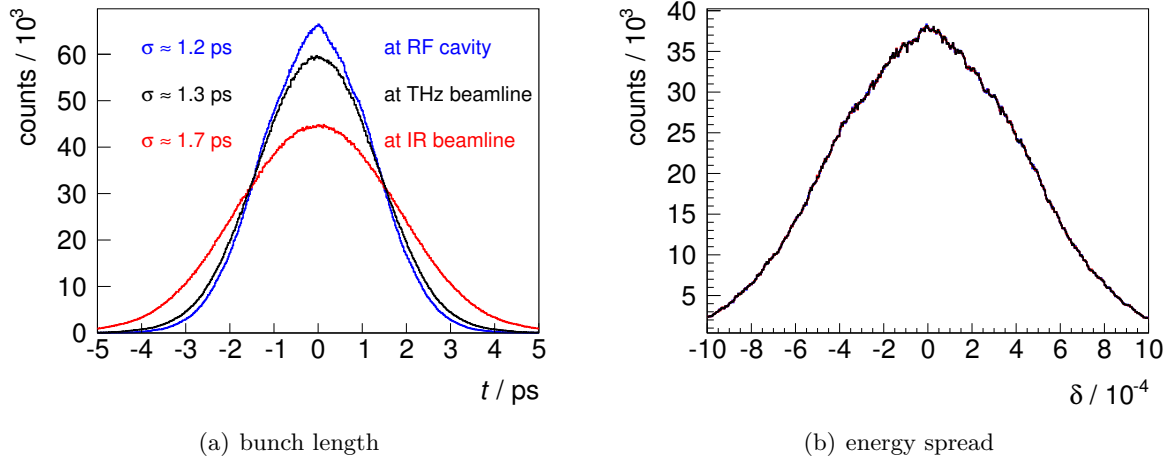 counts / 10³
60
50
40
30
20
10
0
σ ≈ 1.2 ps at RF cavity
σ ≈ 1.3 ps at THz beamline
σ ≈ 1.7 ps at IR beamline
-5 -4 -3 -2 -1 0 1 2 3 4 5
t / ps
(a) bunch length
counts / 10³
40
35
30
25
20
15
10
5
-10 -8 -6 -4 -2 0 2 4 6 8 10
δ / 10⁻⁴
(b) energy spread